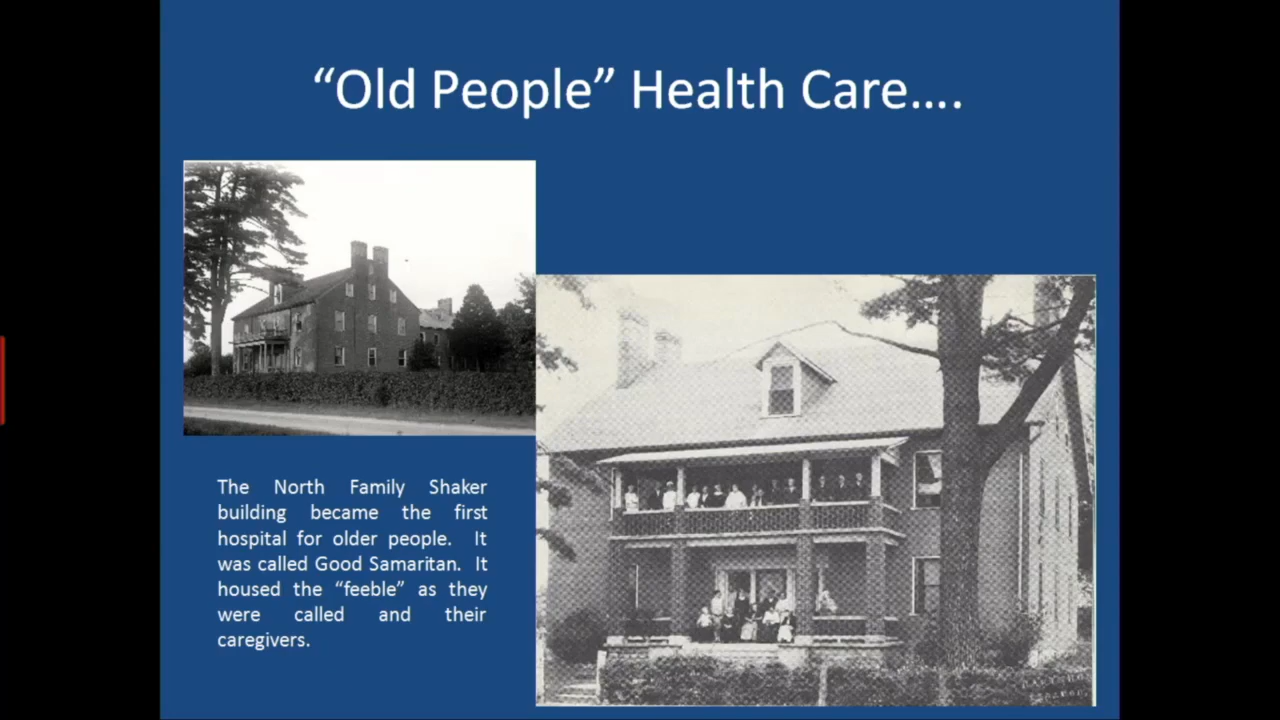 “Old People” Health Care....
The North Family Shaker
building became the first
hospital for older people. It
was called Good Samaritan. It
housed the “feeble” as they
were called and their
caregivers.